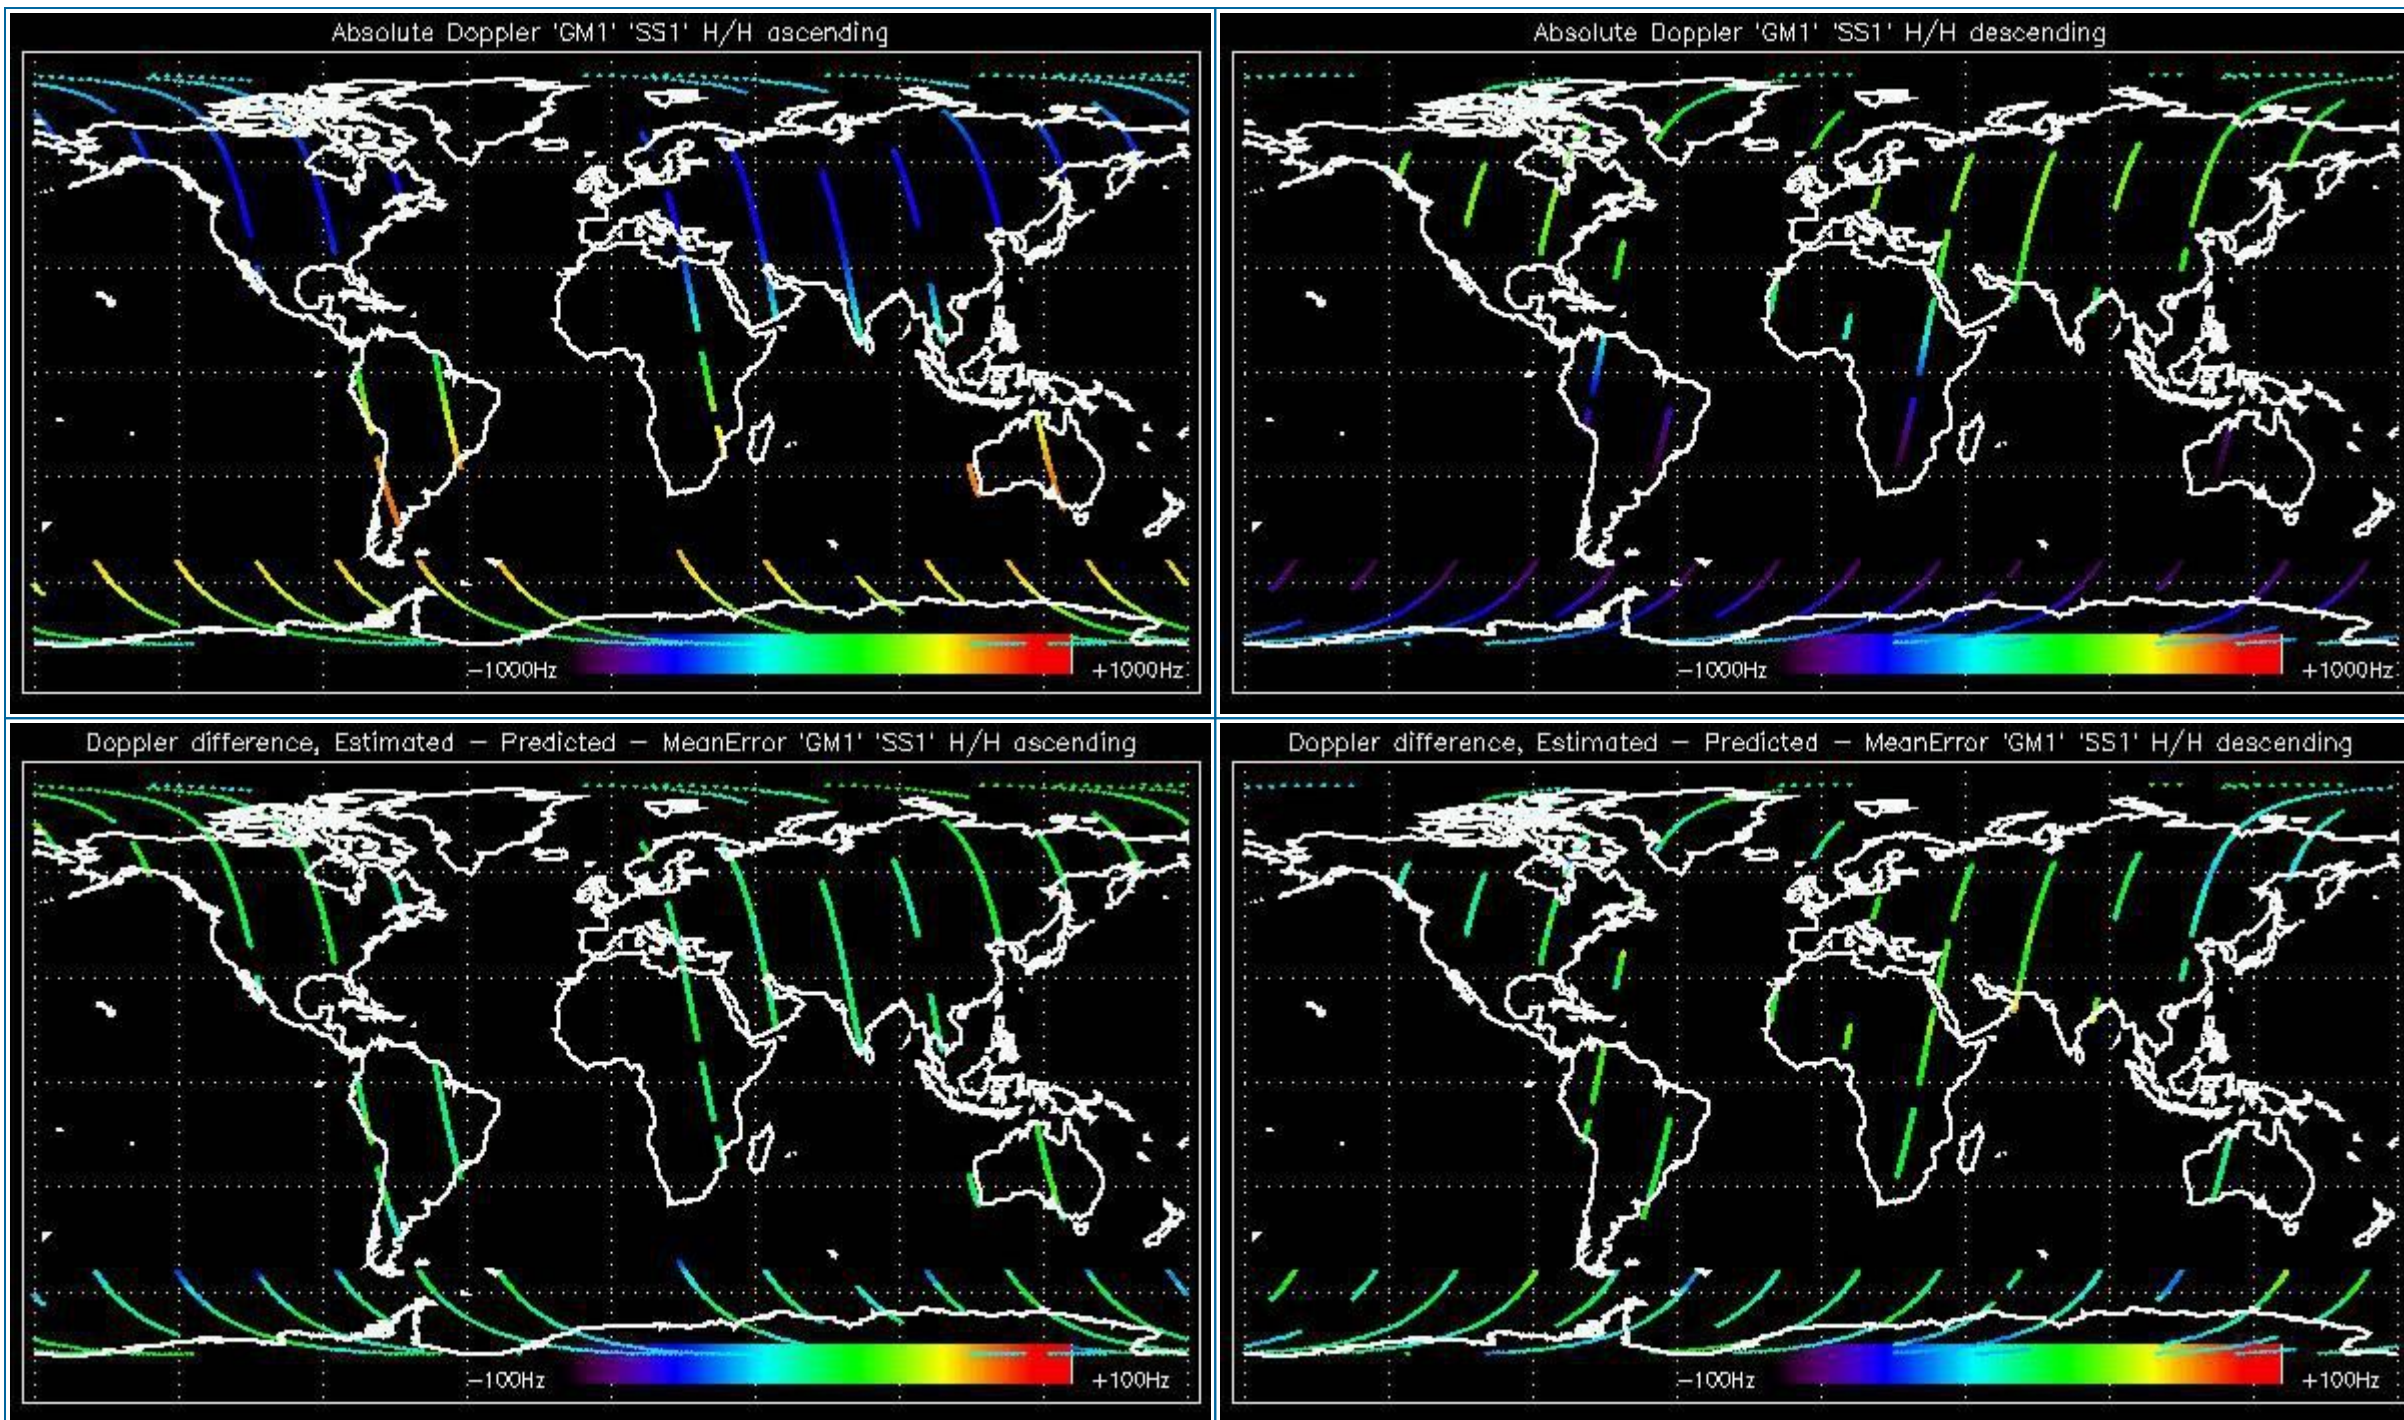 Absolute Doppler 'GM1' 'SS1' H/H ascending
-1000Hz
+1000Hz
Absolute Doppler 'GM1' 'SS1' H/H descending
-1000Hz
+1000Hz
Doppler difference, Estimated - Predicted - MeanError 'GM1' 'SS1' H/H ascending
-100Hz
+100Hz
Doppler difference, Estimated - Predicted - MeanError 'GM1' 'SS1' H/H descending
-100Hz
+100Hz